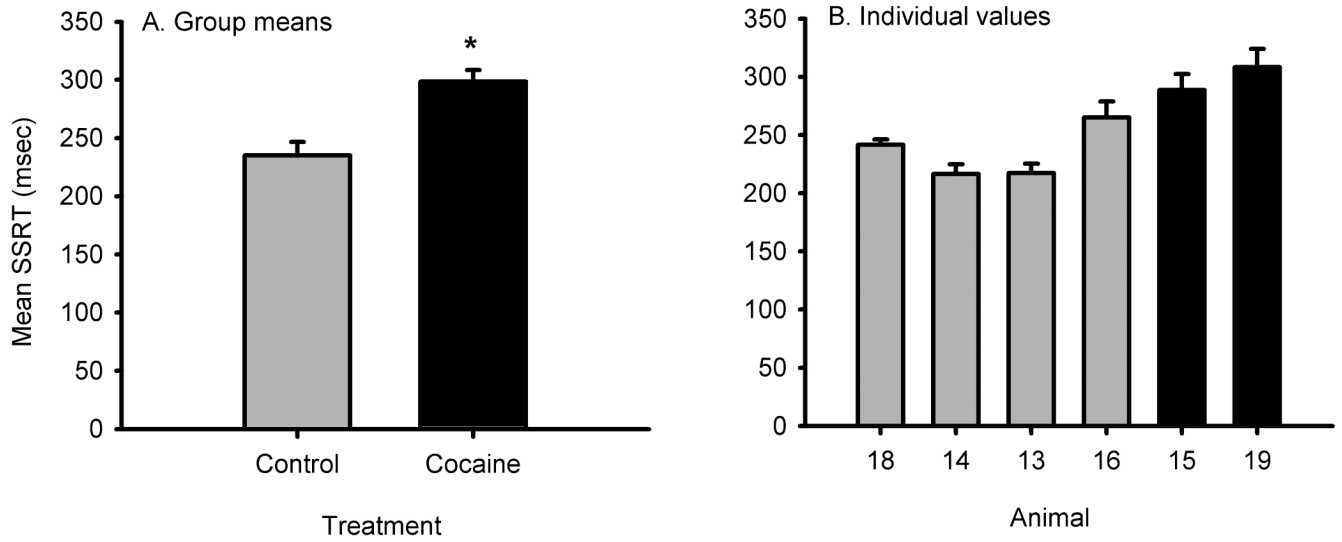 A. Group means
*
Mean SSRT (msec)
350
300
250
200
150
100
50
0
Control Cocaine
Treatment
B. Individual values
350
300
250
200
150
100
50
0
18 14 13 16 15 19
Animal